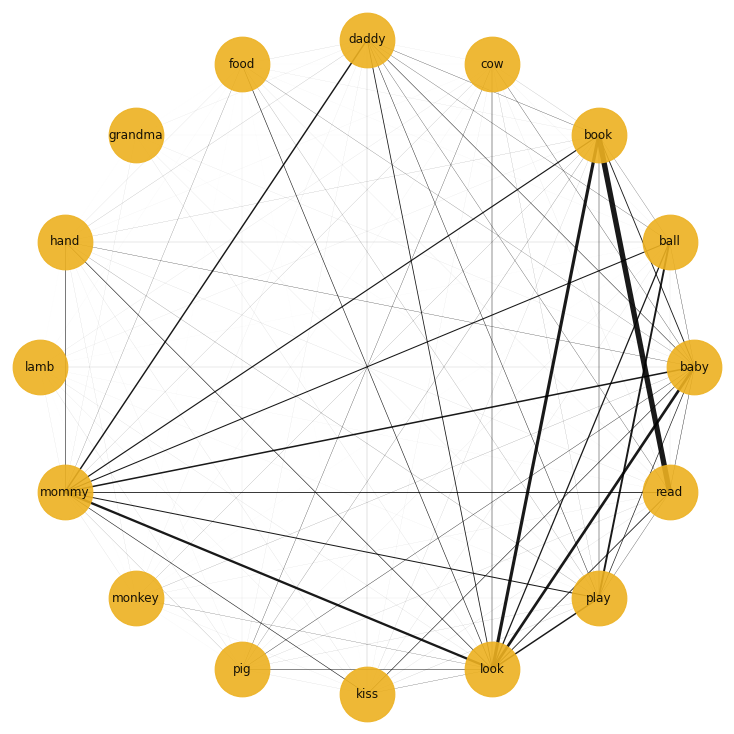 daddy
food
cow
grandma
book
hand
ball
lamb
baby
mommy
read
monkey
play
pig
look
kiss